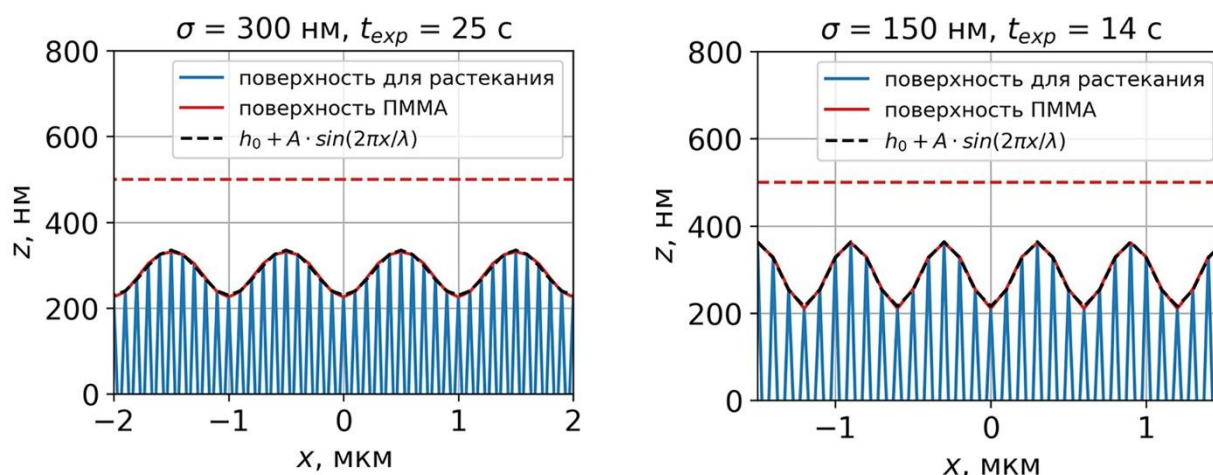 σ = 300 нм, t_exp = 25 с
800
600
400
200
0
z, нм
поверхность для растекания
поверхность ПММА
h₀ + A · sin(2πx/λ)
−2
−1
0
1
2
x, мкм
σ = 150 нм, t_exp = 14 с
800
600
400
200
0
z, нм
поверхность для растекания
поверхность ПММА
h₀ + A · sin(2πx/λ)
−1
0
1
x, мкм